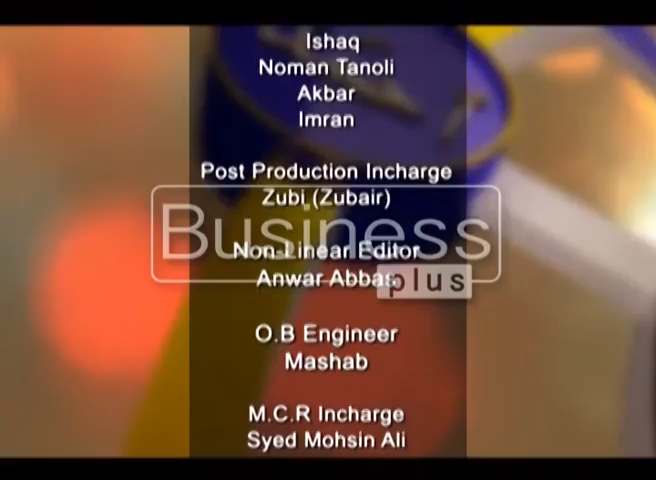 Ishaq
Noman Tanoli
Akbar
Imran
Post Production Incharge
Zubi (Zubair)
Business
Non-Linear Editor
Anwar Abbas
plus
O.B Engineer
Mashab
M.C.R Incharge
Syed Mohsin Ali